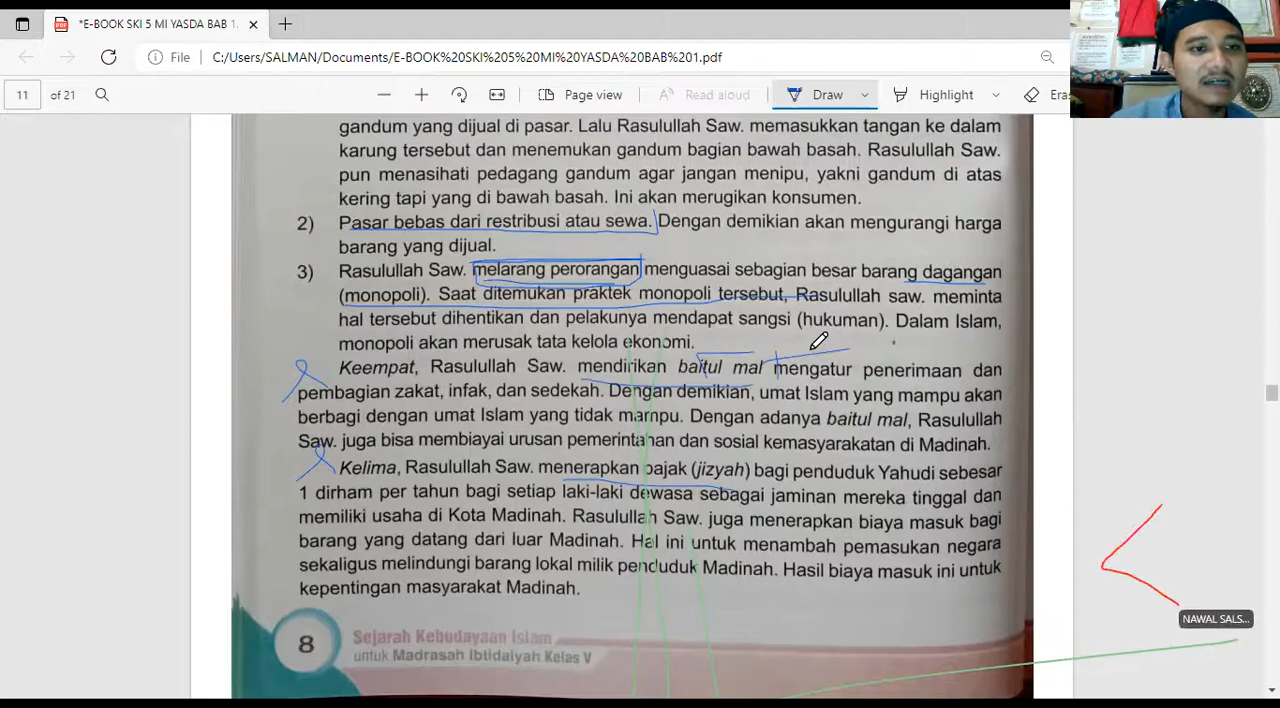 *E-BOOK SKI 5 MI YASDA BAB 1.
File
11 of 21
Page view
Read aloud
Draw
Highlight
gandum yang dijual di pasar. Lalu Rasulullah Saw. memasukkan tangan ke dalam
karung tersebut dan menemukan gandum bagian bawah basah. Rasulullah Saw.
pun menasihati pedagang gandum agar jangan menipu, yakni gandum di atas
kering tapi yang di bawah basah. Ini akan merugikan konsumen.
2) Pasar bebas dari restribusi atau sewa. Dengan demikian akan mengurangi harga
barang yang dijual.
3) Rasulullah Saw. melarang perorangan menguasai sebagian besar barang dagangan
(monopoli). Saat ditemukan praktek monopoli tersebut, Rasulullah saw. meminta
hal tersebut dihentikan dan pelakunya mendapat sangsi (hukuman). Dalam Islam,
monopoli akan merusak tata kelola ekonomi.
Keempat, Rasulullah Saw. mendirikan baitul mal mengatur penerimaan dan
pembagian zakat, infak, dan sedekah. Dengan demikian, umat Islam yang mampu akan
berbagi dengan umat Islam yang tidak mampu. Dengan adanya baitul mal, Rasulullah
Saw. juga bisa membiayai urusan pemerintahan dan sosial kemasyarakatan di Madinah.
Kelima, Rasulullah Saw. menerapkan pajak (jizyah) bagi penduduk Yahudi sebesar
1 dirham per tahun bagi setiap laki-laki dewasa sebagai jaminan mereka tinggal dan
memiliki usaha di Kota Madinah. Rasulullah Saw. juga menerapkan biaya masuk bagi
barang yang datang dari luar Madinah. Hal ini untuk menambah pemasukan negara
sekaligus melindungi barang lokal milik penduduk Madinah. Hasil biaya masuk ini untuk
kepentingan masyarakat Madinah.
NAWAL SALS...
8
Sejarah Kebudayaan Islam
untuk Madrasah Ibtidaiyah Kelas V